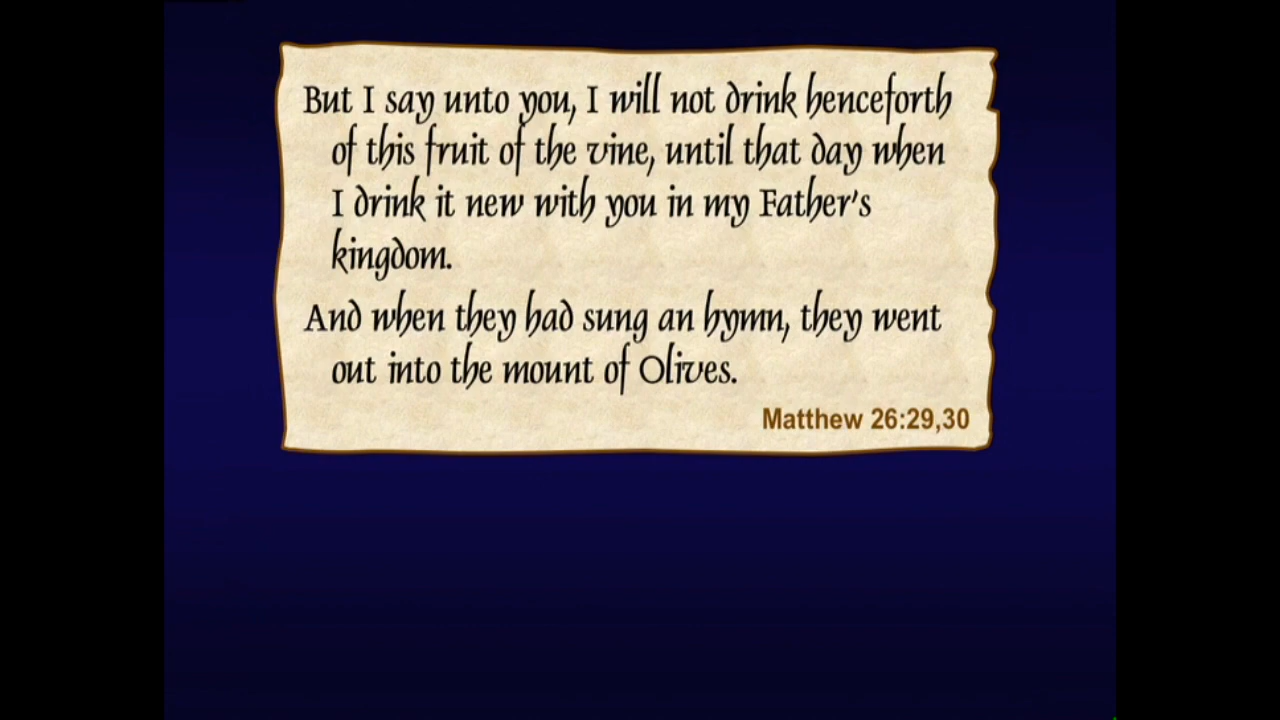 But I say unto you, I will not drink henceforth
of this fruit of the vine, until that day when
I drink it new with you in my Father's
kingdom.
And when they had sung an hymn, they went
out into the mount of Olives.
Matthew 26:29,30